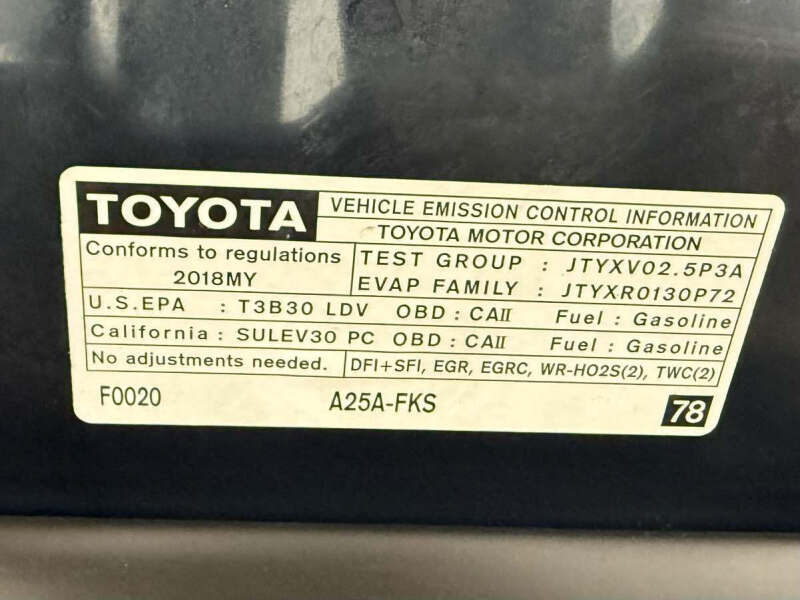 TOYOTA
VEHICLE EMISSION CONTROL INFORMATION
TOYOTA MOTOR CORPORATION
Conforms to regulations
2018MY
TEST GROUP : JTYXV02.5P3A
EVAP FAMILY : JTYXR0130P72
U.S.EPA : T3B30 LDV OBD : CAII Fuel : Gasoline
California : SULEV30 PC OBD : CAII Fuel : Gasoline
No adjustments needed. DFI+SFI, EGR, EGRC, WR-HO2S(2), TWC(2)
F0020 A25A-FKS 78